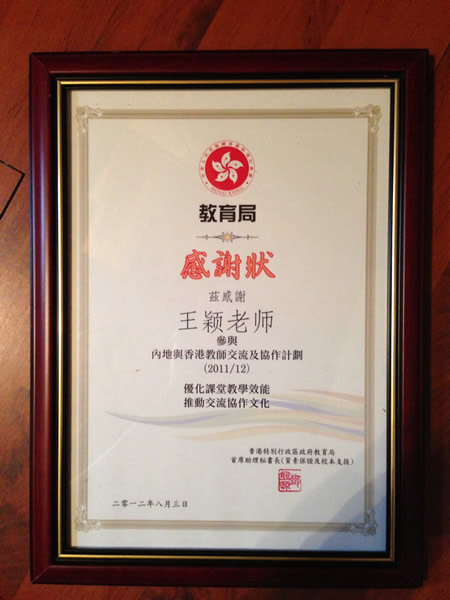 教育局
感謝狀
茲感謝
王颖老师
參與
內地與香港教師交流及協作計劃
(2011/12)
優化課堂教學效能
推動交流協作文化
香港特別行政區政府教育局
首席助理秘書長(質素保證及校本支援)
二零一二年八月三日